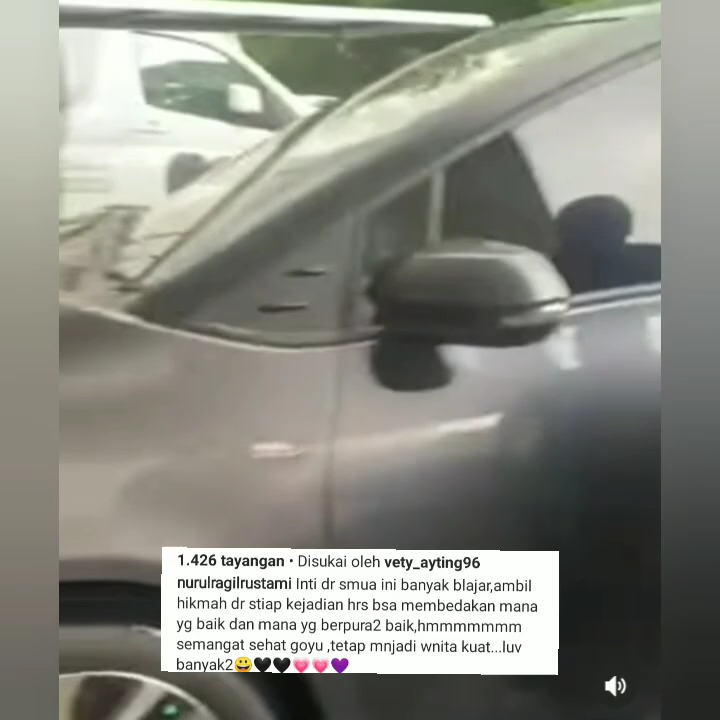 1.426 tayangan • Disukai oleh vety_ayting96
nurulragilrustami Inti dr smua ini banyak blajar,ambil
hikmah dr stiap kejadian hrs bsa membedakan mana
yg baik dan mana yg berpura2 baik,hmmmmmmm
semangat sehat goyu ,tetap mnjadi wnita kuat...luv
banyak2😀🖤🖤💗💗💜